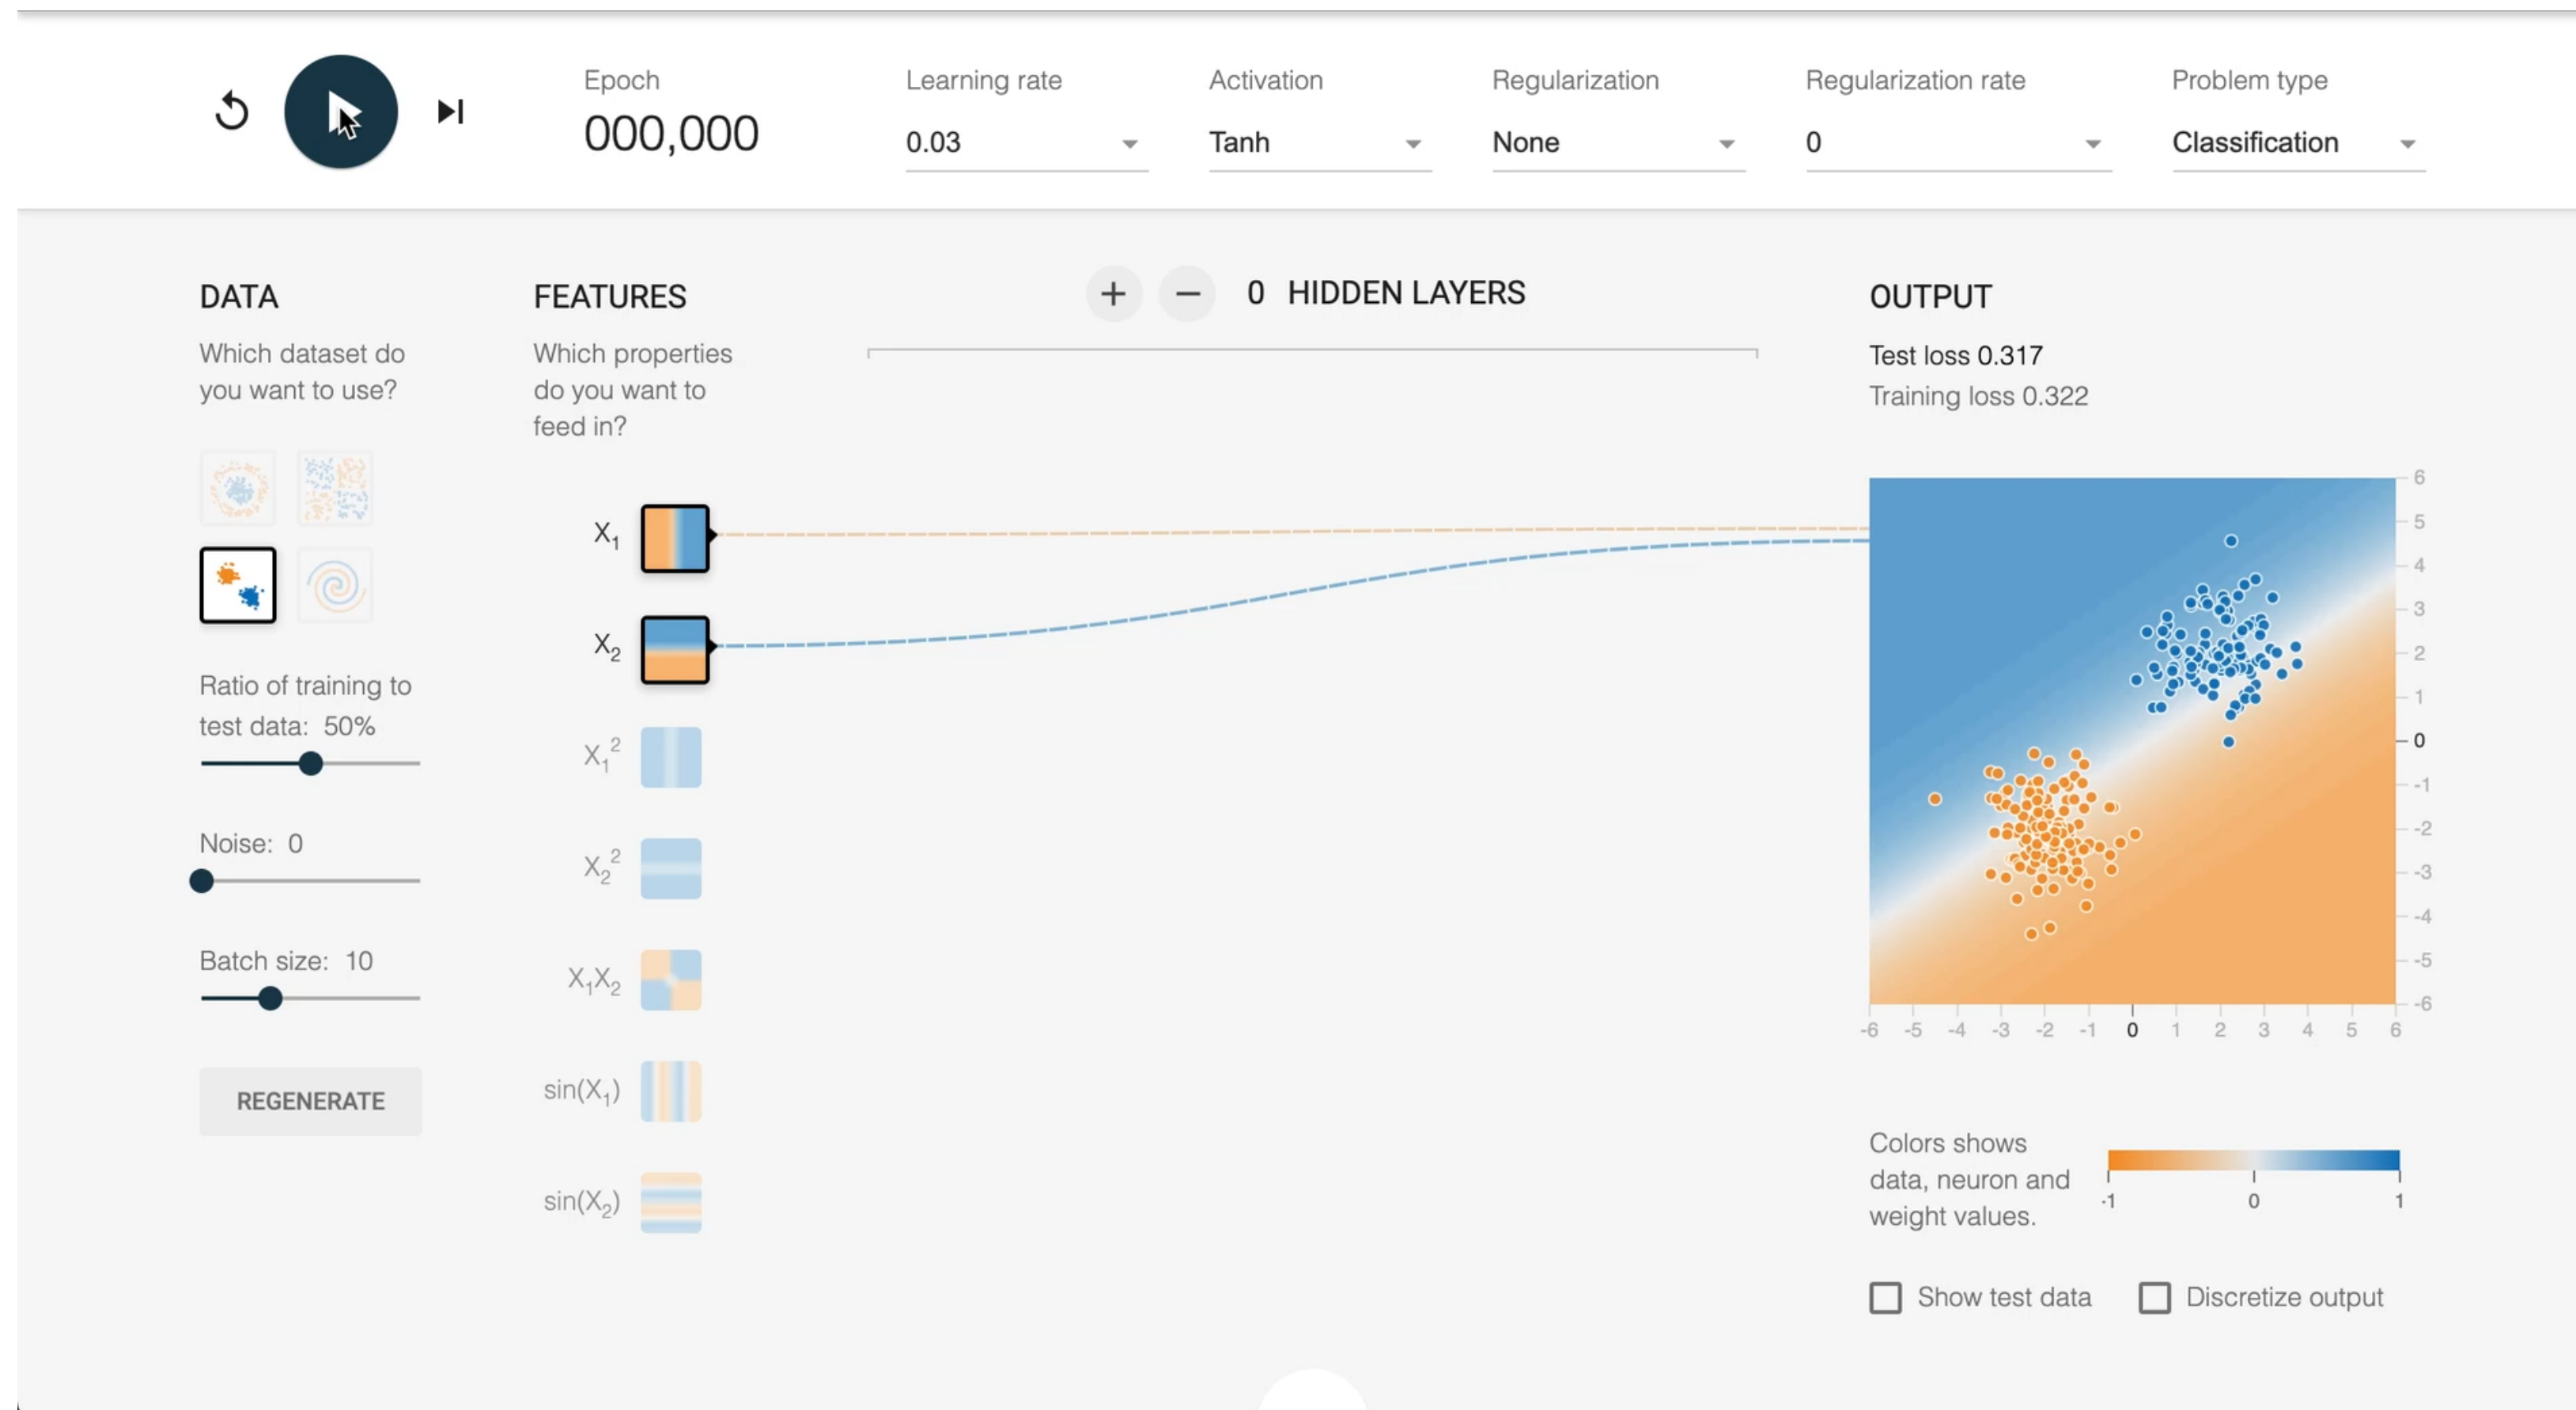 Epoch
000,000
Learning rate
0.03
Activation
Tanh
Regularization
None
Regularization rate
0
Problem type
Classification
DATA
Which dataset do
you want to use?
Ratio of training to
test data: 50%
Noise: 0
Batch size: 10
REGENERATE
FEATURES
Which properties
do you want to
feed in?
X₁
X₂
X₁²
X₂²
X₁X₂
sin(X₁)
sin(X₂)
+ − 0 HIDDEN LAYERS
OUTPUT
Test loss 0.317
Training loss 0.322
6
5
4
3
2
1
0
-1
-2
-3
-4
-5
-6
-6 -5 -4 -3 -2 -1 0 1 2 3 4 5 6
Colors shows
data, neuron and
weight values.
-1 0 1
Show test data
Discretize output